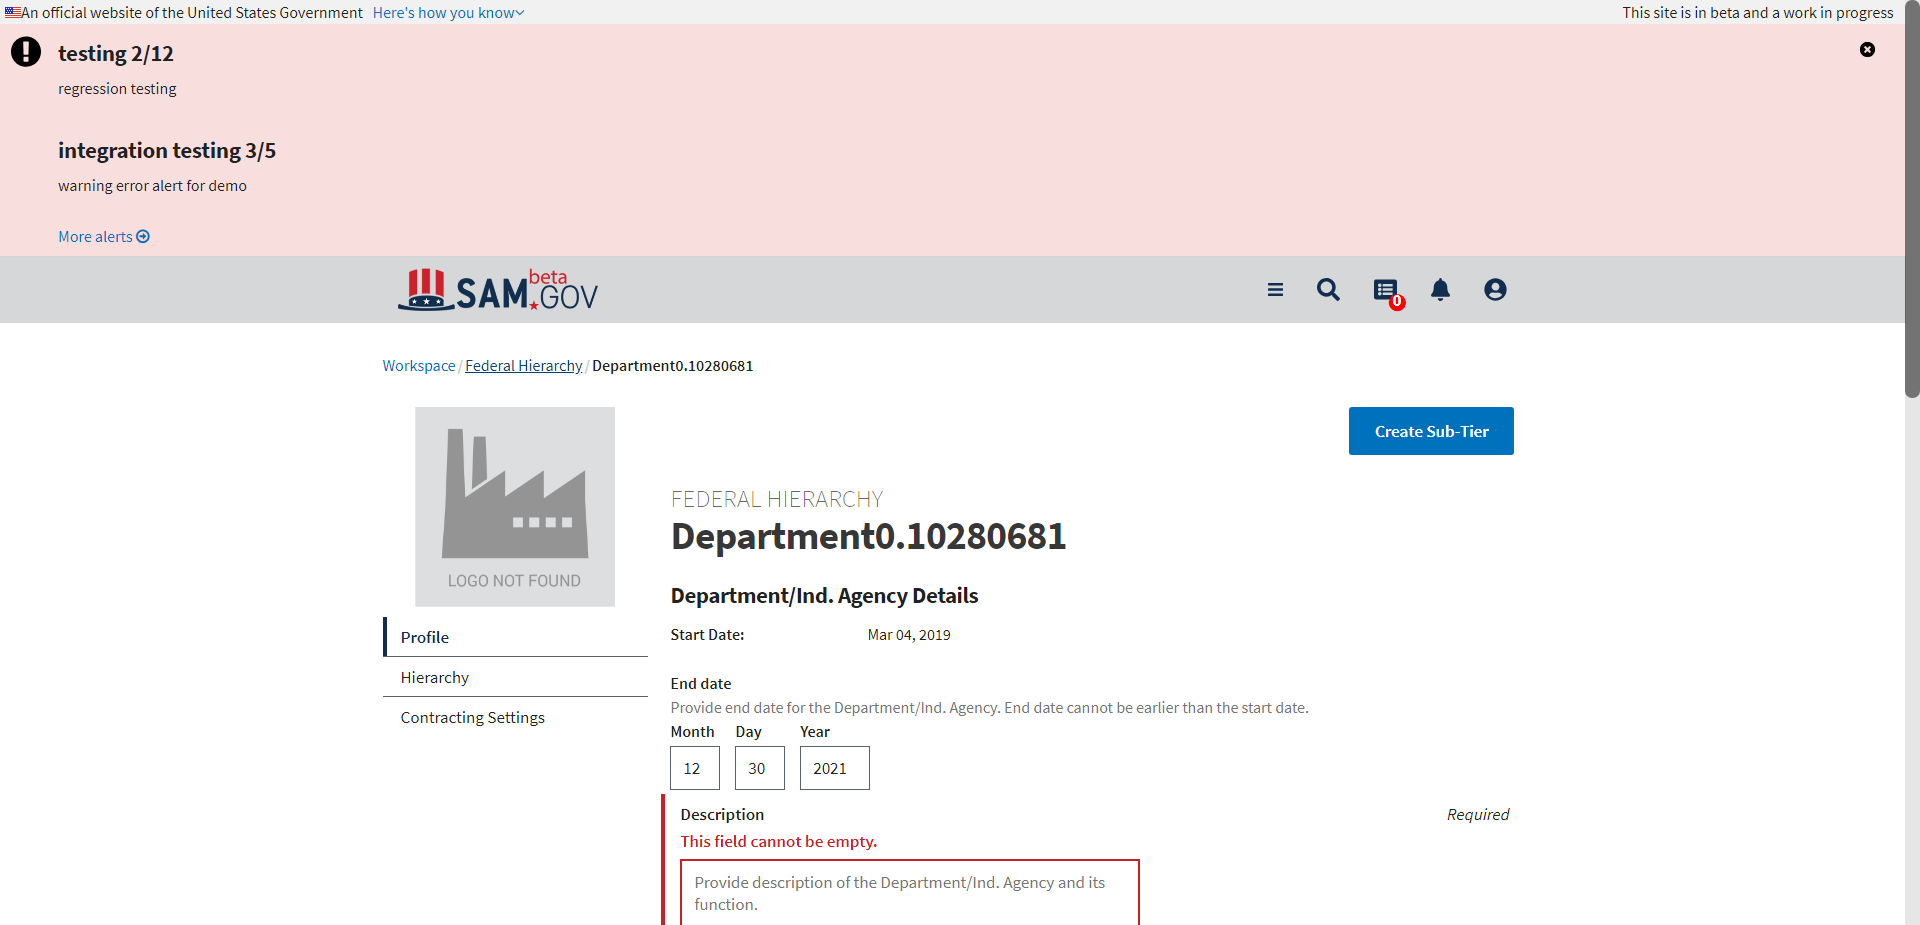 An official website of the United States Government Here's how you know
This site is in beta and a work in progress
testing 2/12
regression testing
integration testing 3/5
warning error alert for demo
More alerts
SAM.GOV beta
0
Workspace / Federal Hierarchy / Department0.10280681
LOGO NOT FOUND
Create Sub-Tier
FEDERAL HIERARCHY
Department0.10280681
Profile
Hierarchy
Contracting Settings
Department/Ind. Agency Details
Start Date: Mar 04, 2019
End date
Provide end date for the Department/Ind. Agency. End date cannot be earlier than the start date.
Month Day Year
12 30 2021
Description Required
This field cannot be empty.
Provide description of the Department/Ind. Agency and its
function.